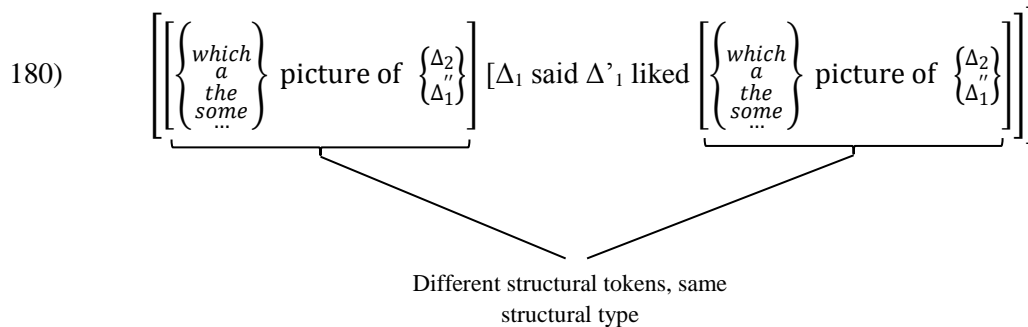 180) [[[{which a the some ...} picture of {Δ2 Δ''1}] [Δ1 said Δ’1 liked [{which a the some ...} picture of {Δ2 Δ''1}]]]
Different structural tokens, same
structural type